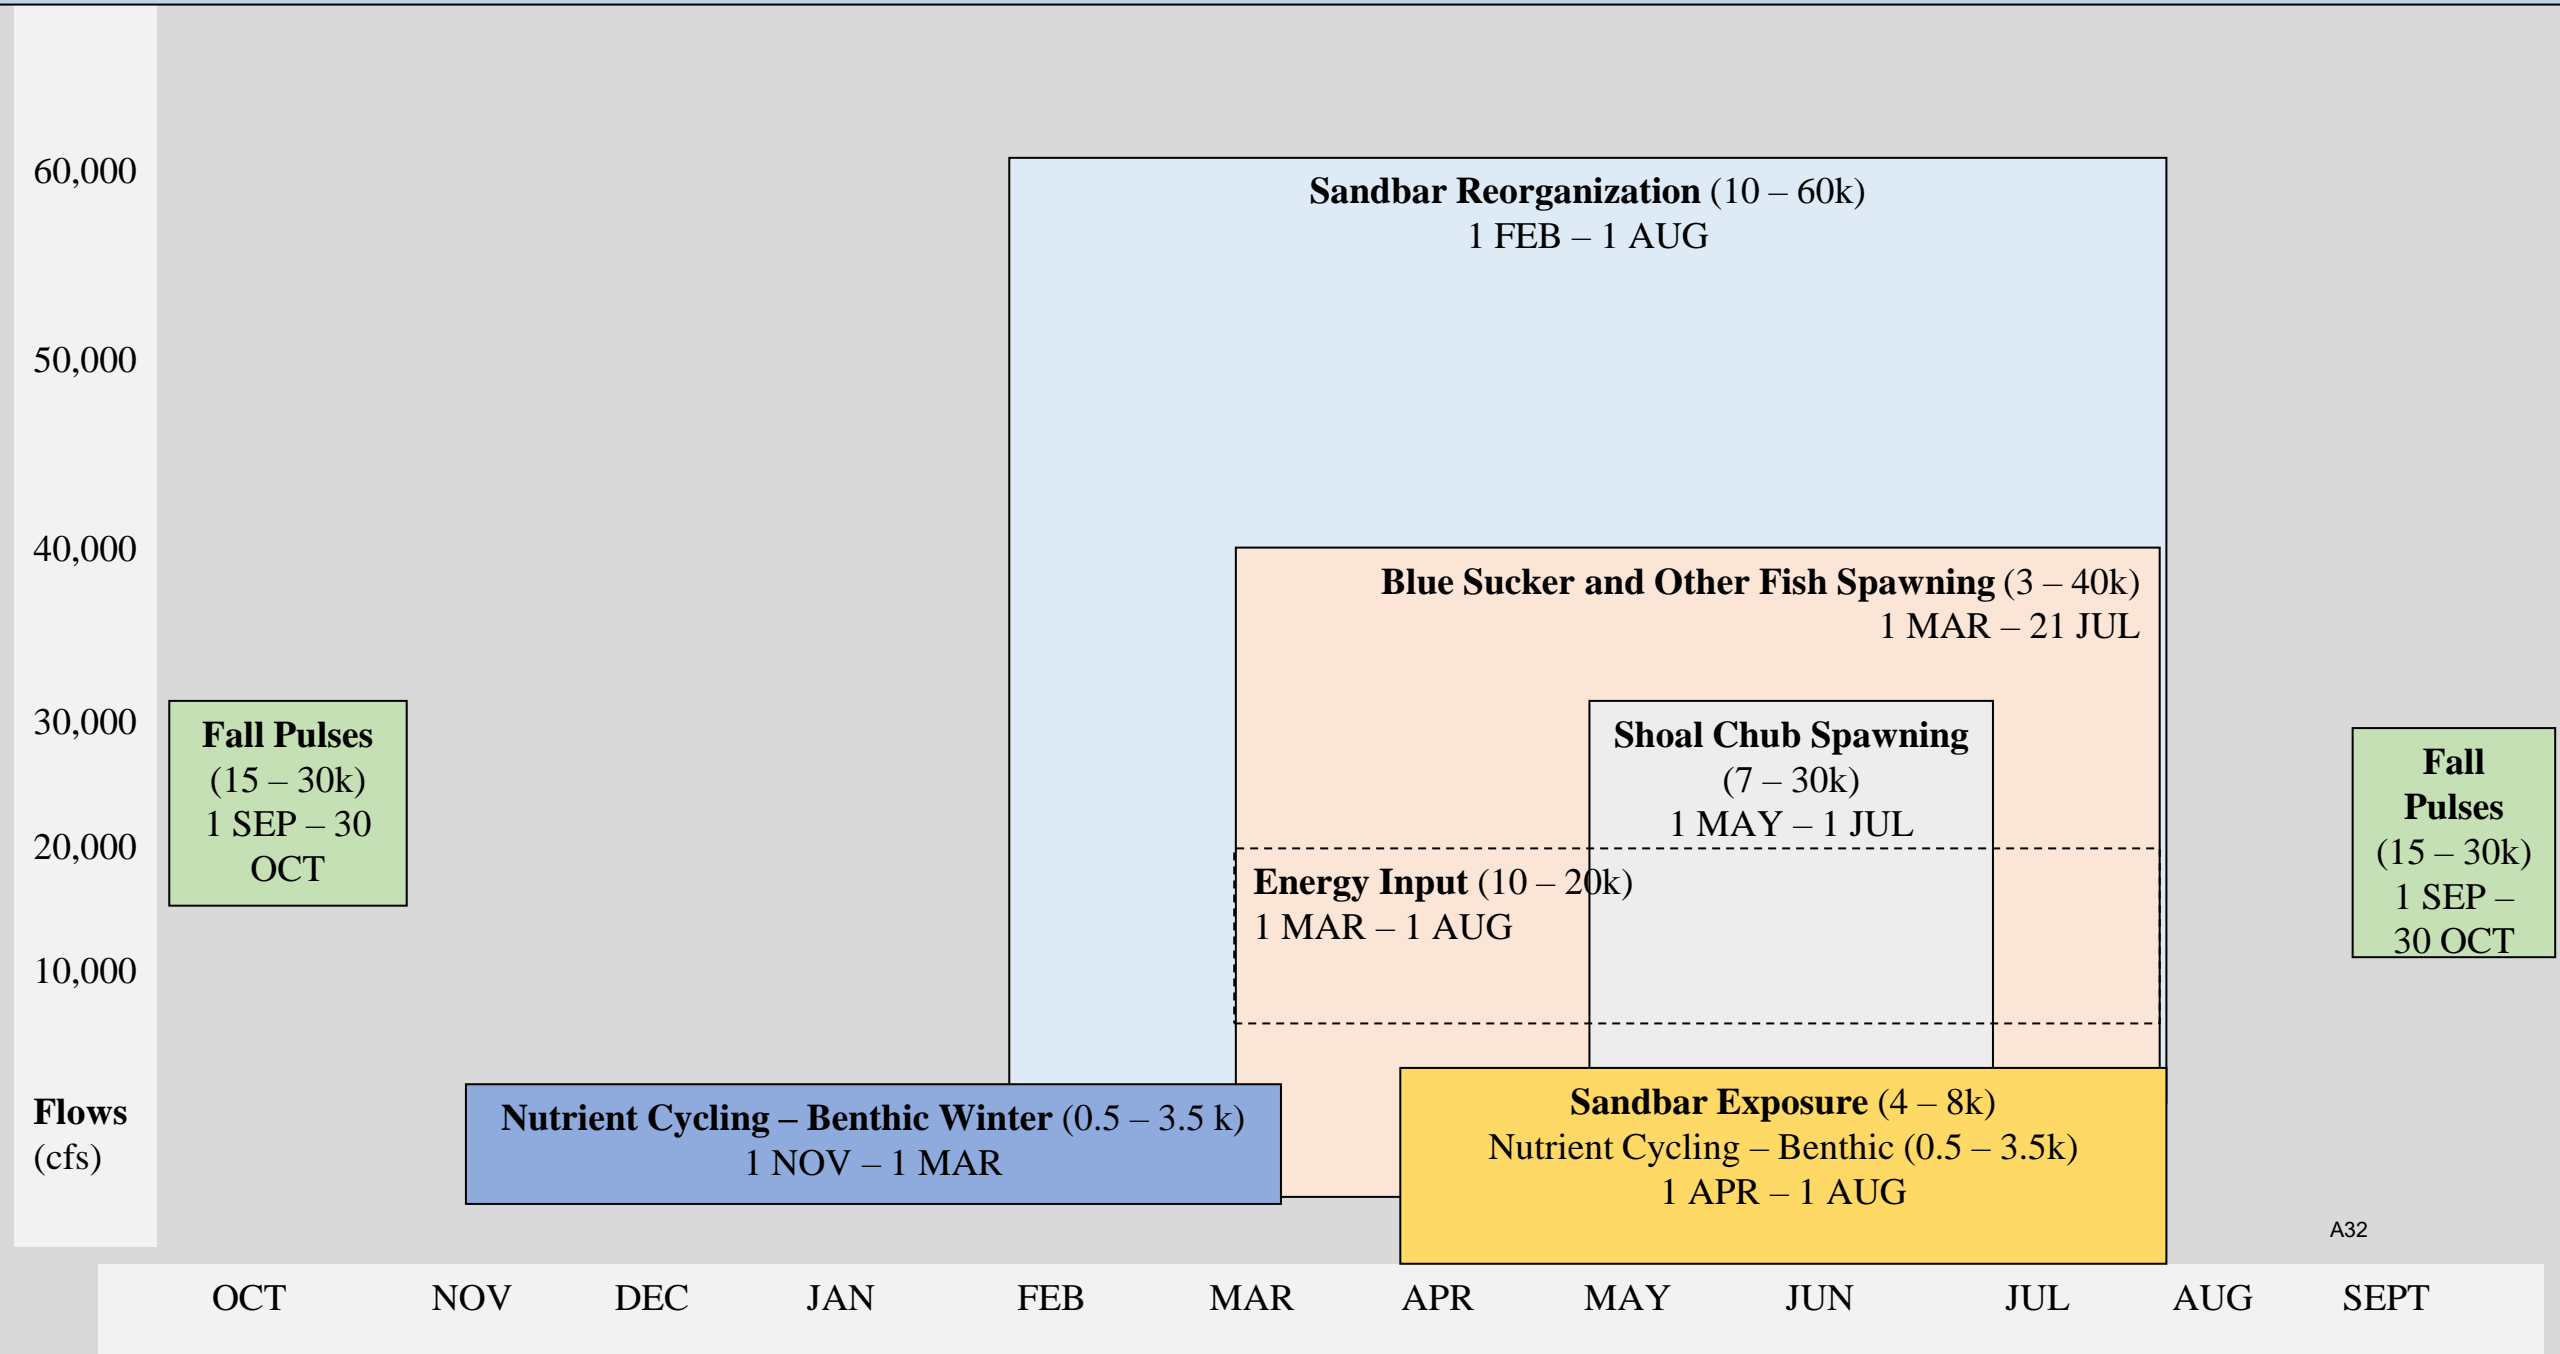 60,000
50,000
40,000
30,000
20,000
10,000
Flows
(cfs)
Sandbar Reorganization (10 – 60k)
1 FEB – 1 AUG
Blue Sucker and Other Fish Spawning (3 – 40k)
1 MAR – 21 JUL
Fall Pulses
(15 – 30k)
1 SEP – 30
OCT
Shoal Chub Spawning
(7 – 30k)
1 MAY – 1 JUL
Fall
Pulses
(15 – 30k)
1 SEP –
30 OCT
Energy Input (10 – 20k)
1 MAR – 1 AUG
Nutrient Cycling – Benthic Winter (0.5 – 3.5 k)
1 NOV – 1 MAR
Sandbar Exposure (4 – 8k)
Nutrient Cycling – Benthic (0.5 – 3.5k)
1 APR – 1 AUG
A32
OCT NOV DEC JAN FEB MAR APR MAY JUN JUL AUG SEPT